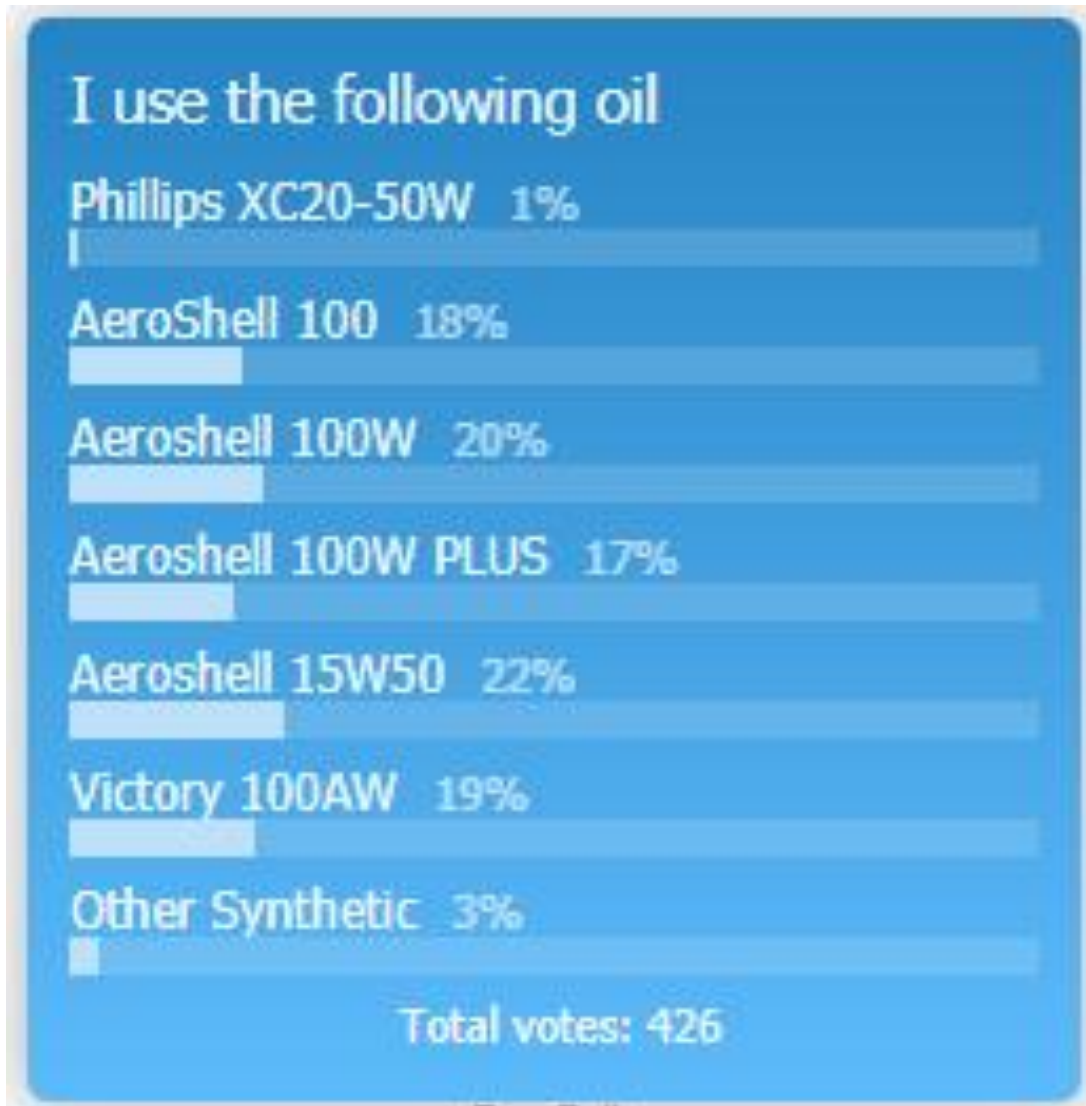 I use the following oil
Phillips XC20-50W 1%
AeroShell 100 18%
Aeroshell 100W 20%
Aeroshell 100W PLUS 17%
Aeroshell 15W50 22%
Victory 100AW 19%
Other Synthetic 3%
Total votes: 426